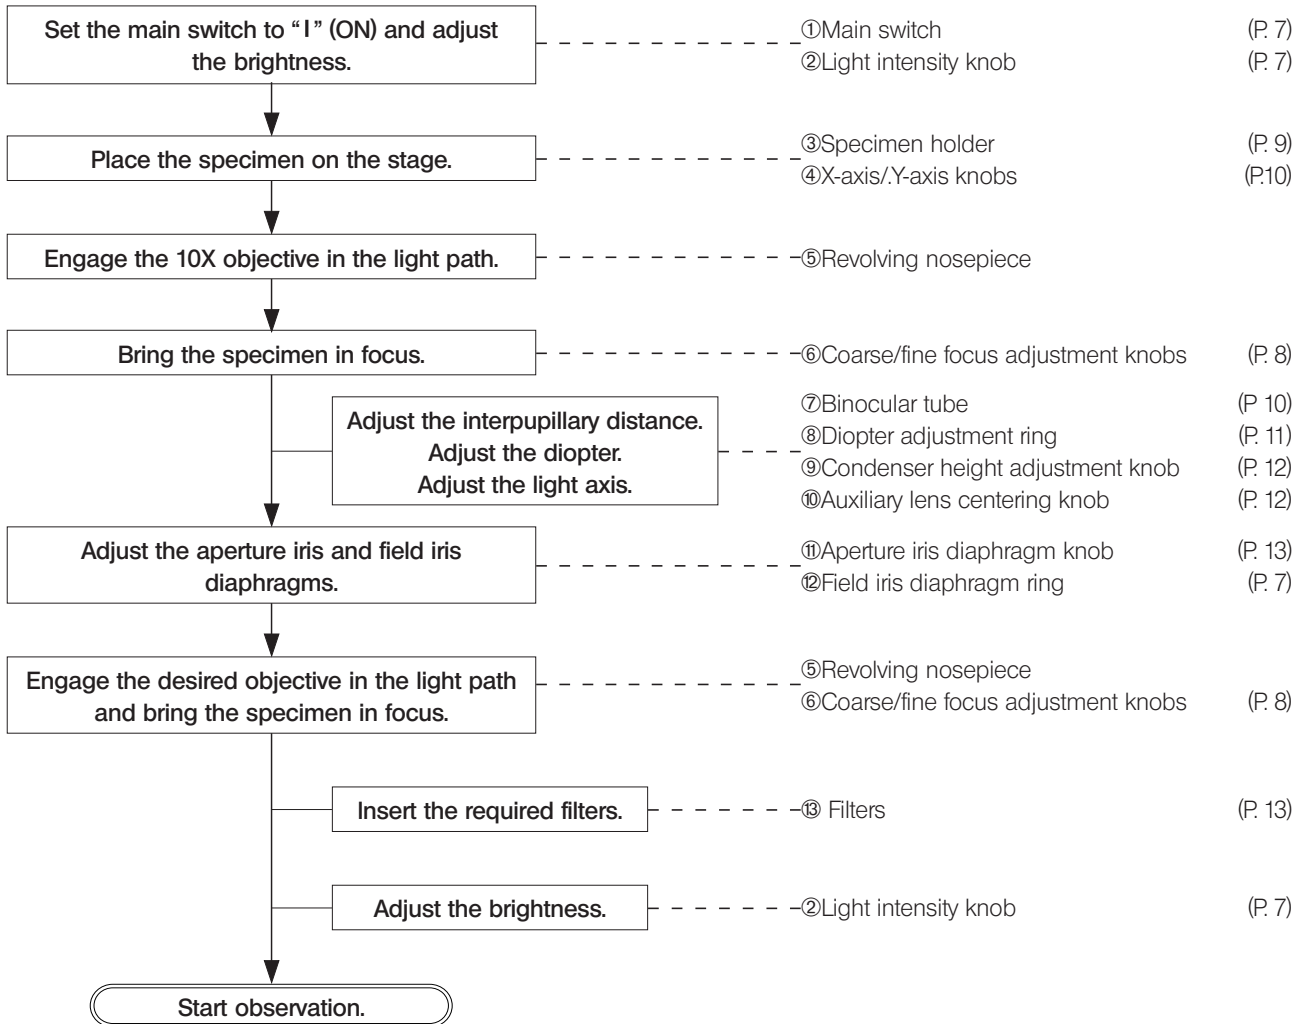 Set the main switch to “I” (ON) and adjust
the brightness.
①Main switch (P. 7)
②Light intensity knob (P. 7)
Place the specimen on the stage.
③Specimen holder (P. 9)
④X-axis/.Y-axis knobs (P.10)
Engage the 10X objective in the light path.
⑤Revolving nosepiece
Bring the specimen in focus.
⑥Coarse/fine focus adjustment knobs (P. 8)
Adjust the interpupillary distance.
Adjust the diopter.
Adjust the light axis.
⑦Binocular tube (P 10)
⑧Diopter adjustment ring (P. 11)
⑨Condenser height adjustment knob (P. 12)
⑩Auxiliary lens centering knob (P. 12)
Adjust the aperture iris and field iris
diaphragms.
⑪Aperture iris diaphragm knob (P. 13)
⑫Field iris diaphragm ring (P. 7)
Engage the desired objective in the light path
and bring the specimen in focus.
⑤Revolving nosepiece
⑥Coarse/fine focus adjustment knobs (P. 8)
Insert the required filters.
⑬ Filters (P. 13)
Adjust the brightness.
②Light intensity knob (P. 7)
Start observation.